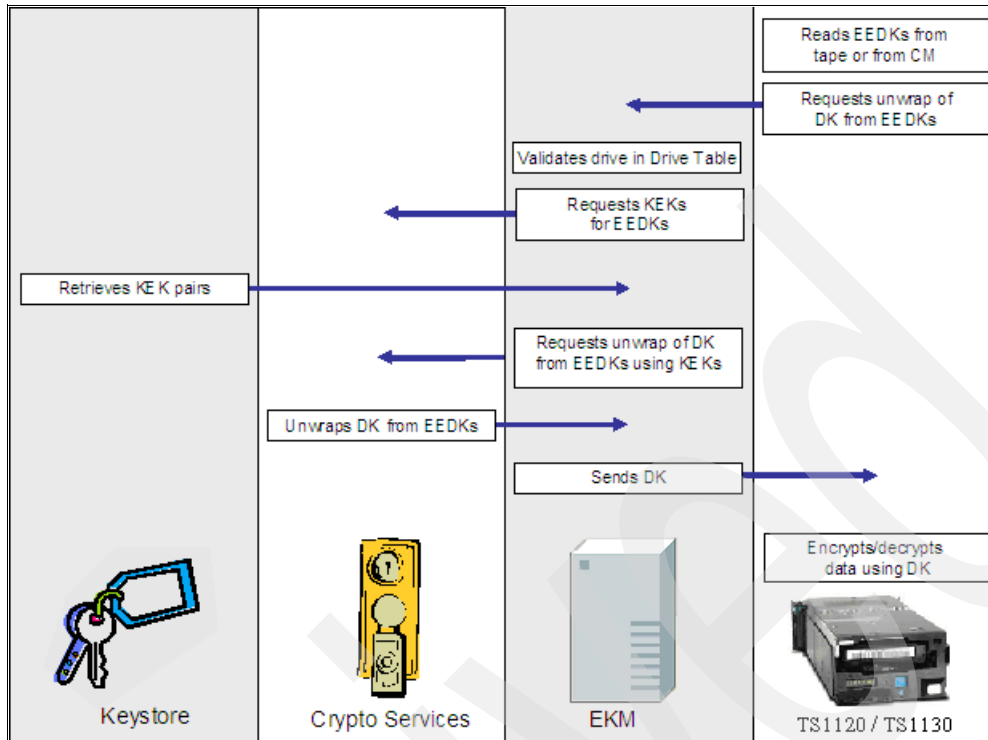 Reads EEDKs from
tape or from CM
Requests unwrap of
DK from EEDKs
Validates drive in Drive Table
Requests KEKs
for EEDKs
Retrieves KEK pairs
Requests unwrap of DK
from EEDKs using KEKs
Unwraps DK from EEDKs
Sends DK
Encrypts/decrypts
data using DK
Keystore
Crypto Services
EKM
TS1120 / TS1130